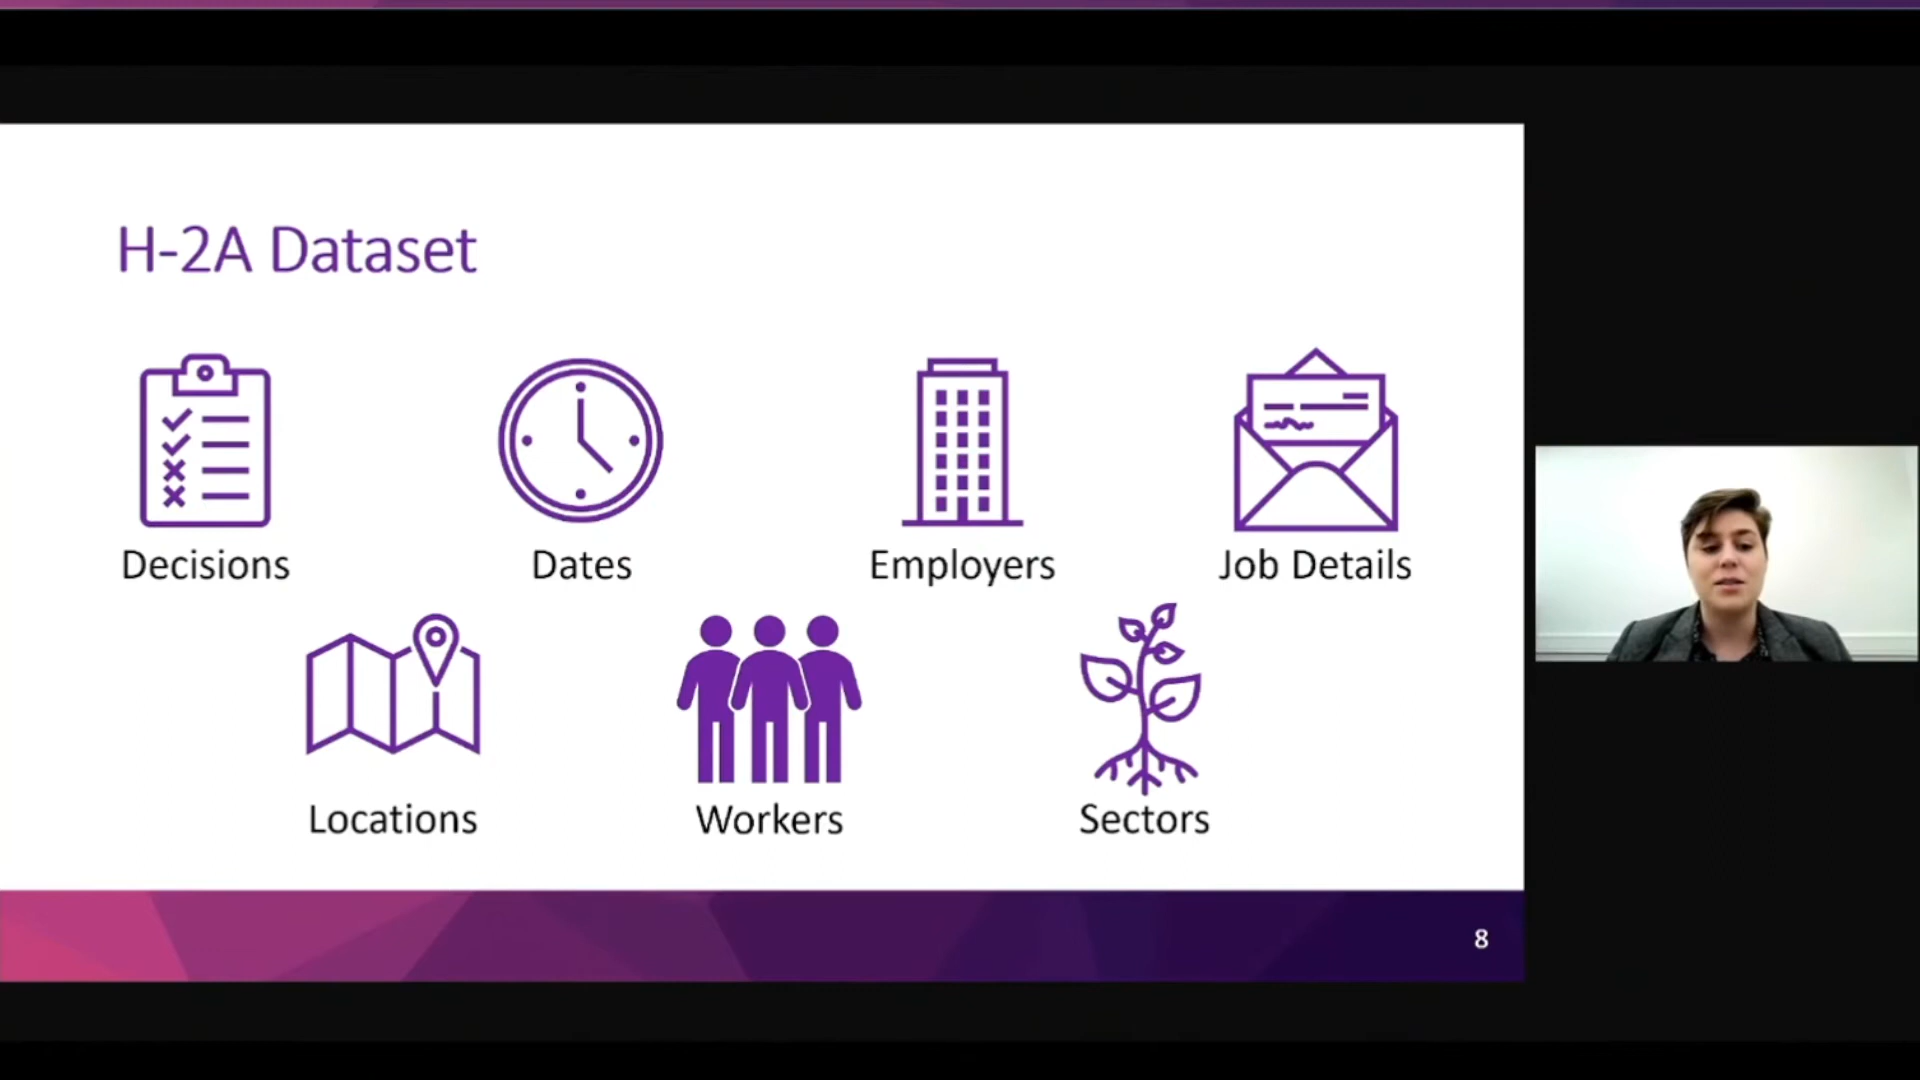 H-2A Dataset
Decisions
Dates
Employers
Job Details
Locations
Workers
Sectors
8